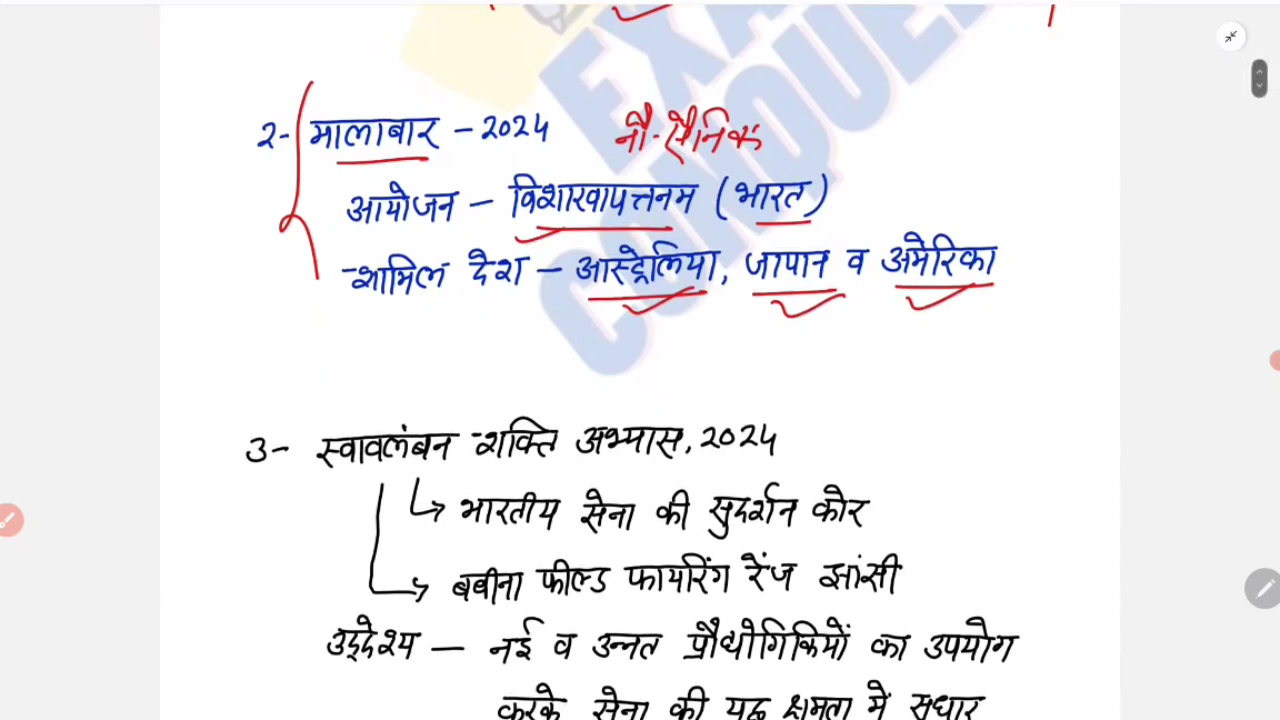 2- मालाबार - 2024 नौ-सैनिक
आयोजन - विशाखापत्तनम (भारत)
शामिल देश - आस्ट्रेलिया, जापान व अमेरिका
3- स्वावलंबन शक्ति अभ्यास, 2024
भारतीय सेना की सुदर्शन कोर
बबीना फील्ड फायरिंग रेंज झांसी
उद्देश्य - नई व उन्नत प्रौद्योगिकियों का उपयोग
करके सेना की युद्ध क्षमता में सुधार